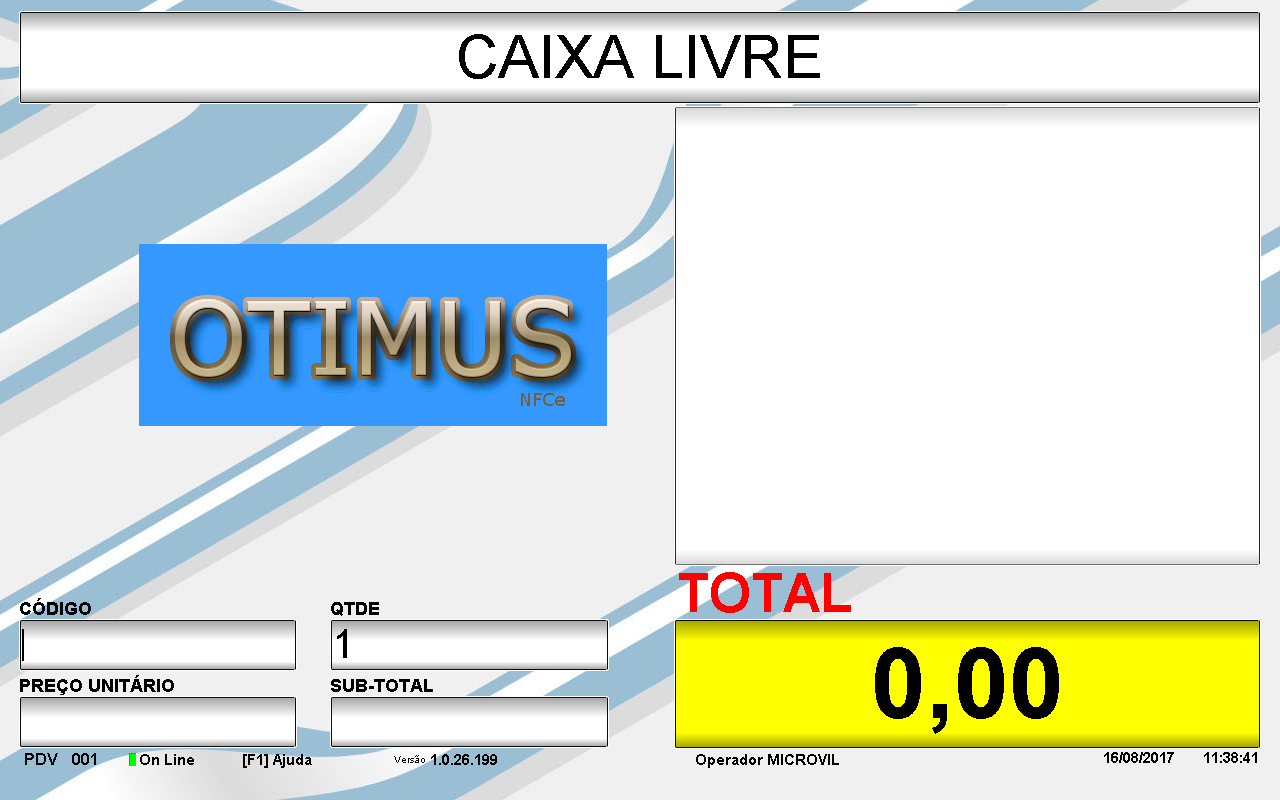 CAIXA LIVRE
OTIMUS
NFCe
TOTAL
CÓDIGO QTDE
1
0,00
PREÇO UNITÁRIO SUB-TOTAL
PDV 001 On Line [F1] Ajuda Versão 1.0.26.199 Operador MICROVIL 16/08/2017 11:38:41